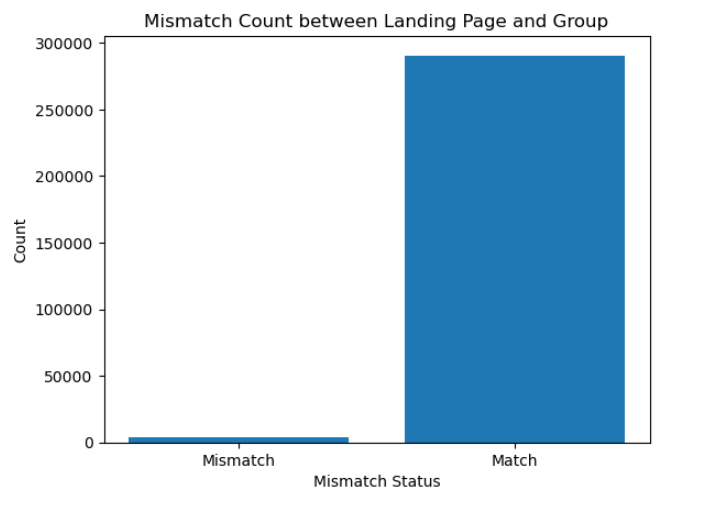 Mismatch Count between Landing Page and Group
300000
250000
200000
150000
100000
50000
0
Count
Mismatch
Match
Mismatch Status